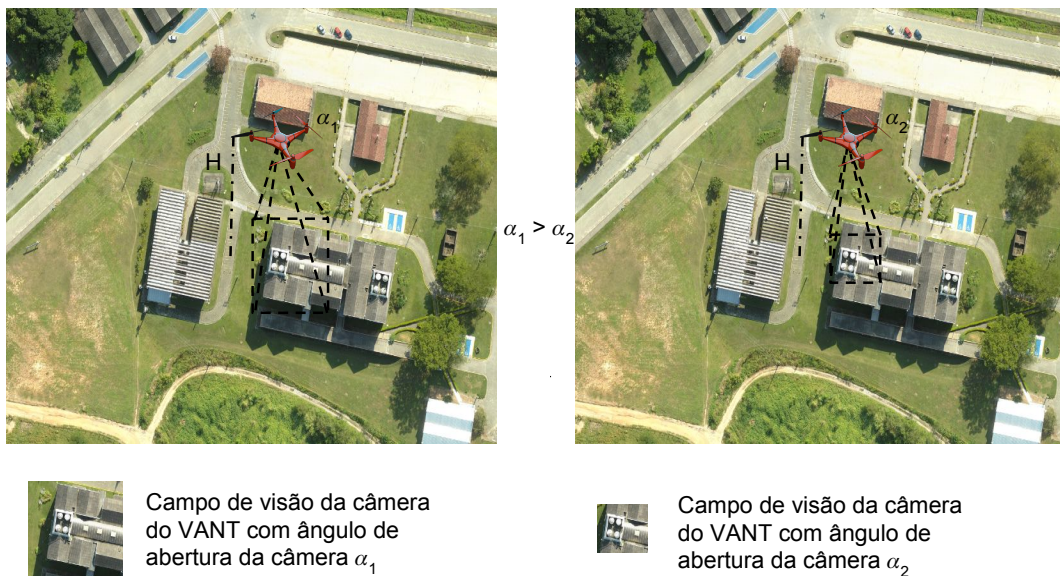 α1
H
α1 > α2
α2
H
Campo de visão da câmera
do VANT com ângulo de
abertura da câmera α1
Campo de visão da câmera
do VANT com ângulo de
abertura da câmera α2